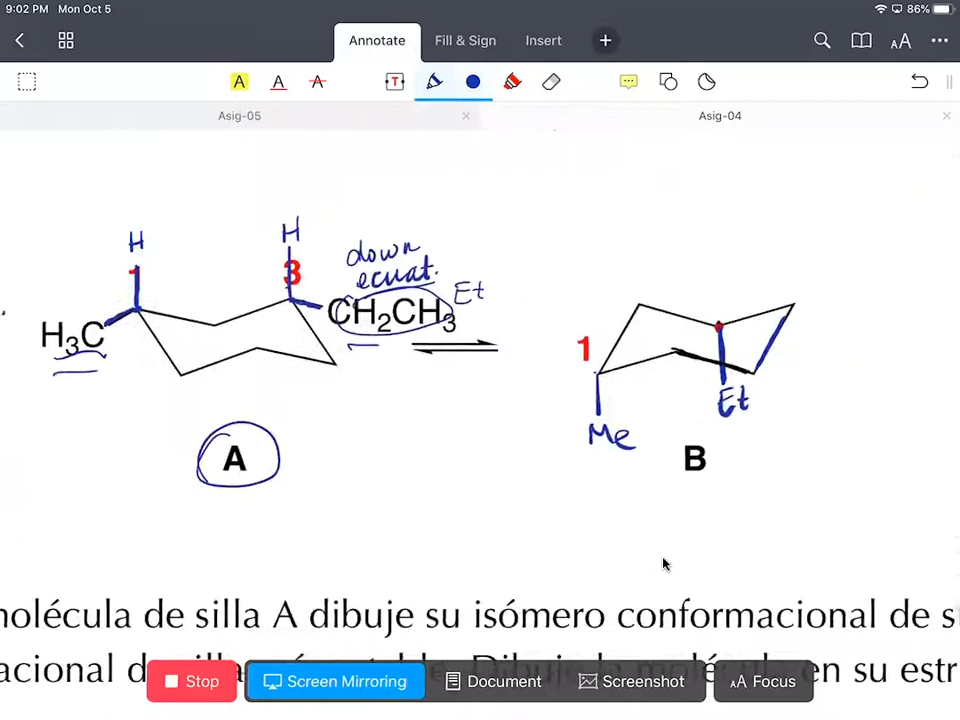 9:02 PM Mon Oct 5 86%
Annotate Fill & Sign Insert
Asig-05 Asig-04
H
H
1
3
down
ecuat.
Et
H3C
CH2CH3
1
Et
Me
A
B
molécula de silla A dibuje su isómero conformacional de
acional d
en su estr
Stop Screen Mirroring Document Screenshot AA Focus